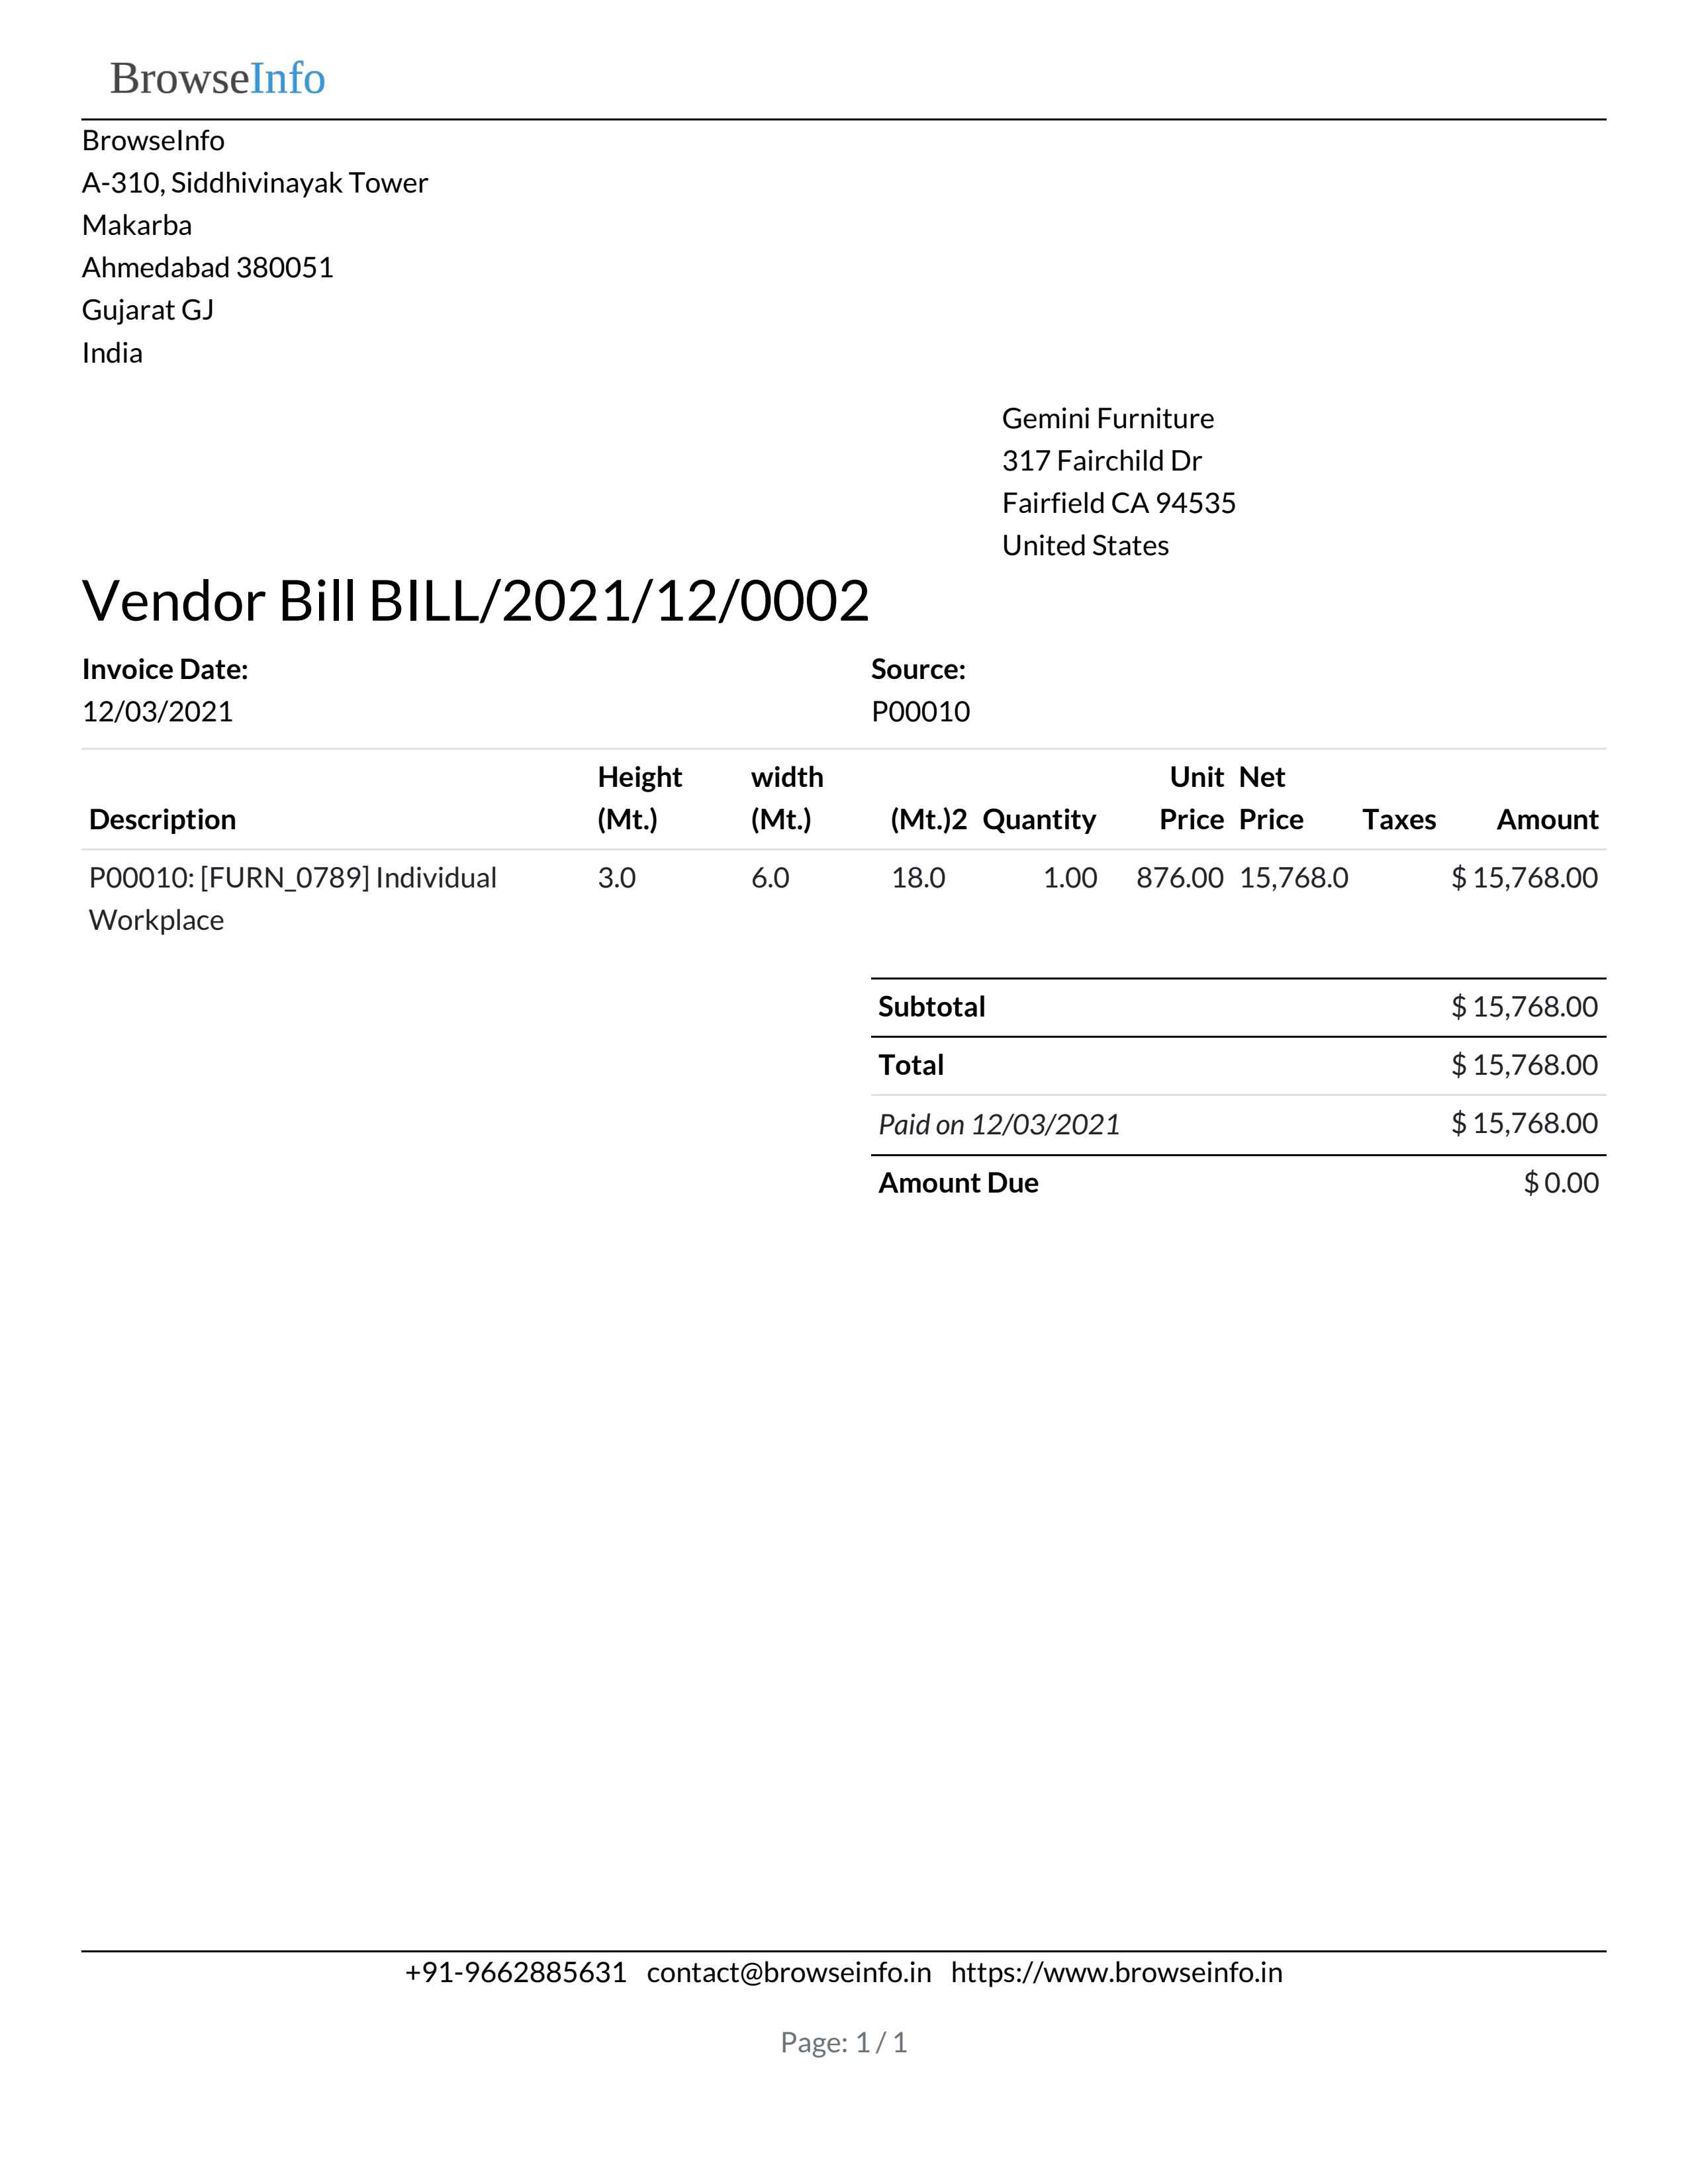 BrowseInfo
BrowseInfo
A-310, Siddhivinayak Tower
Makarba
Ahmedabad 380051
Gujarat GJ
India
Gemini Furniture
317 Fairchild Dr
Fairfield CA 94535
United States
Vendor Bill BILL/2021/12/0002
Invoice Date: Source:
12/03/2021 P00010
Height width Unit Net
Description (Mt.) (Mt.) (Mt.)2 Quantity Price Price Taxes Amount
P00010: [FURN_0789] Individual 3.0 6.0 18.0 1.00 876.00 15,768.0 $ 15,768.00
Workplace
Subtotal $ 15,768.00
Total $ 15,768.00
Paid on 12/03/2021 $ 15,768.00
Amount Due $ 0.00
+91-9662885631 contact@browseinfo.in https://www.browseinfo.in
Page: 1 / 1